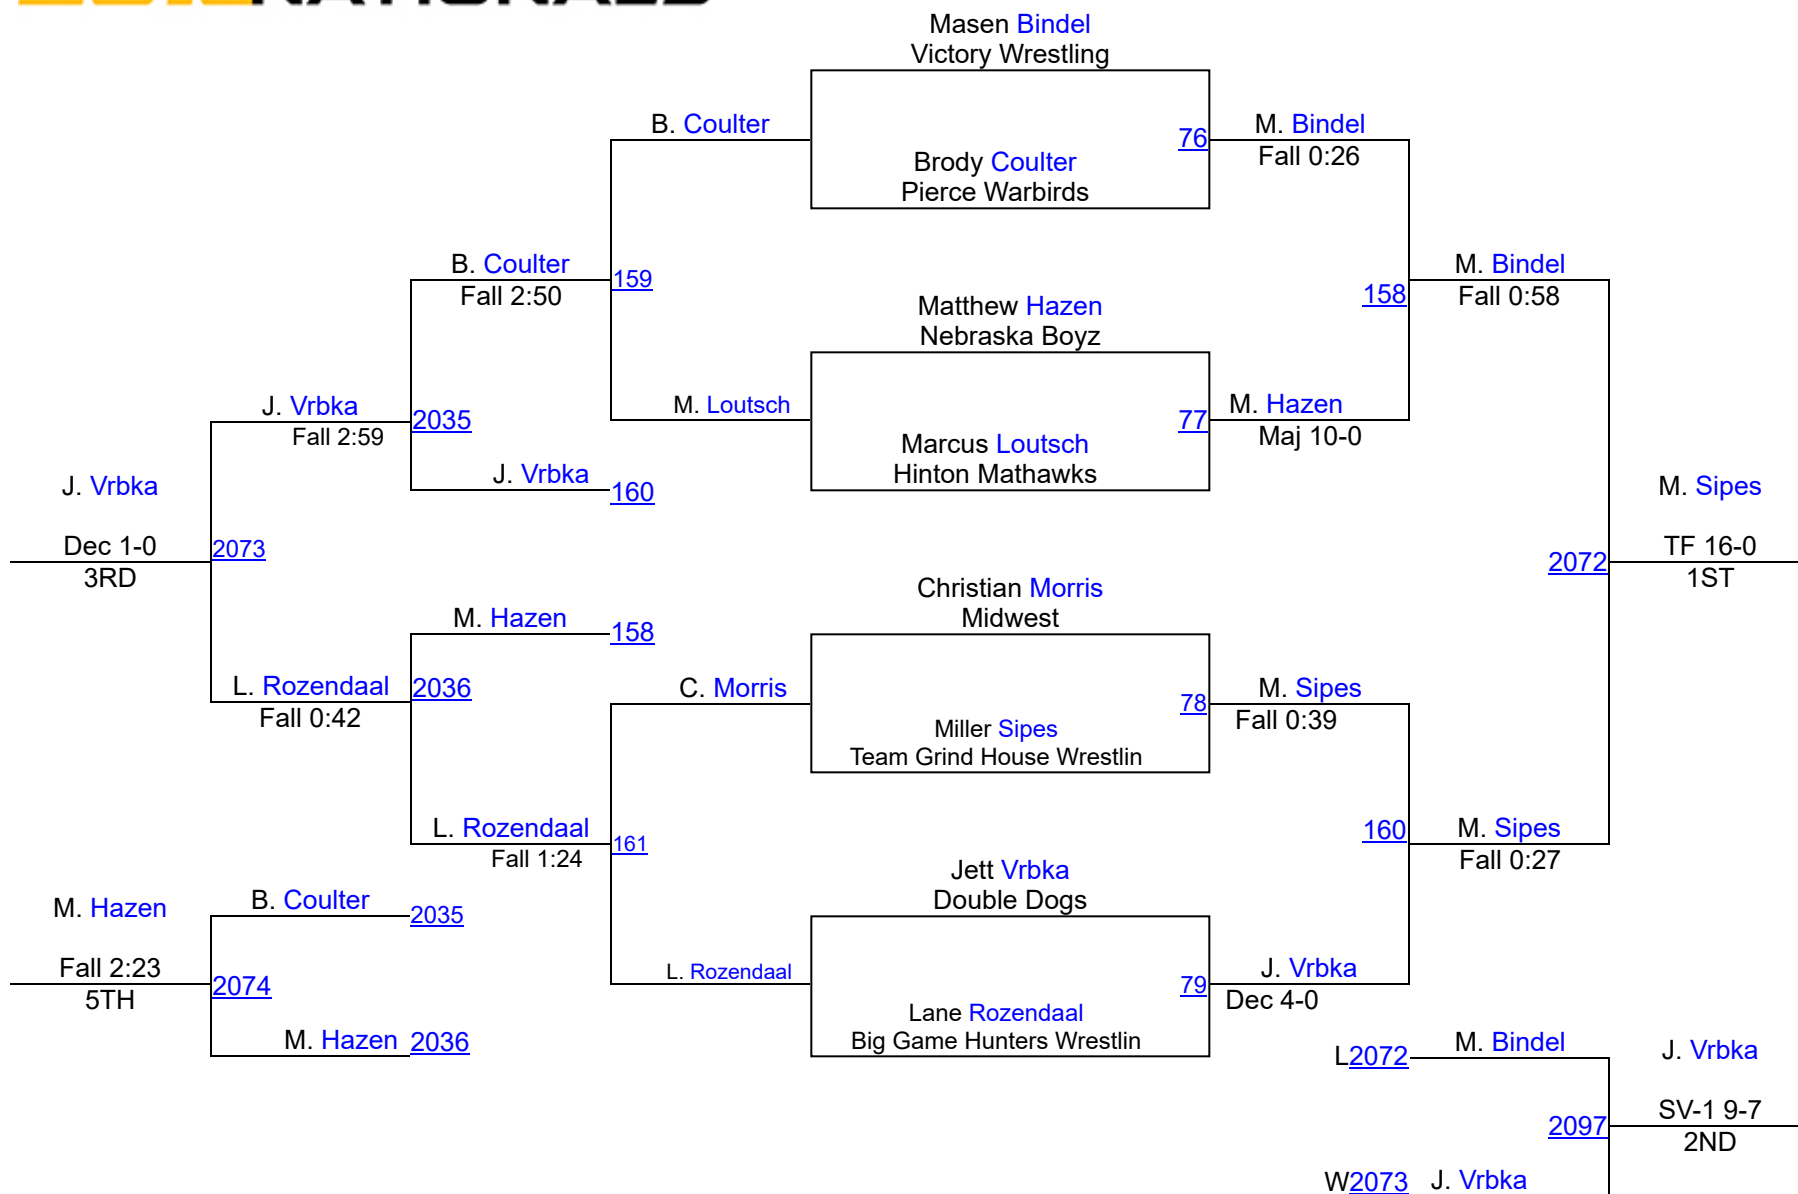 Masen Bindel
Victory Wrestling
B. Coulter
76
M. Bindel
Fall 0:26
Brody Coulter
Pierce Warbirds
B. Coulter
Fall 2:50
159
M. Bindel
Fall 0:58
158
Matthew Hazen
Nebraska Boyz
J. Vrbka
Fall 2:59
2035
M. Loutsch
77
M. Hazen
Maj 10-0
Marcus Loutsch
Hinton Mathawks
J. Vrbka
160
J. Vrbka
Dec 1-0
3RD
2073
M. Sipes
TF 16-0
1ST
2072
Christian Morris
Midwest
M. Hazen
158
L. Rozendaal
Fall 0:42
2036
C. Morris
78
M. Sipes
Fall 0:39
Miller Sipes
Team Grind House Wrestlin
L. Rozendaal
Fall 1:24
161
160
M. Sipes
Fall 0:27
Jett Vrbka
Double Dogs
M. Hazen
Fall 2:23
5TH
B. Coulter
2035
2074
M. Hazen 2036
L. Rozendaal
79
J. Vrbka
Dec 4-0
Lane Rozendaal
Big Game Hunters Wrestlin
L2072
M. Bindel
J. Vrbka
SV-1 9-7
2ND
2097
W2073 J. Vrbka